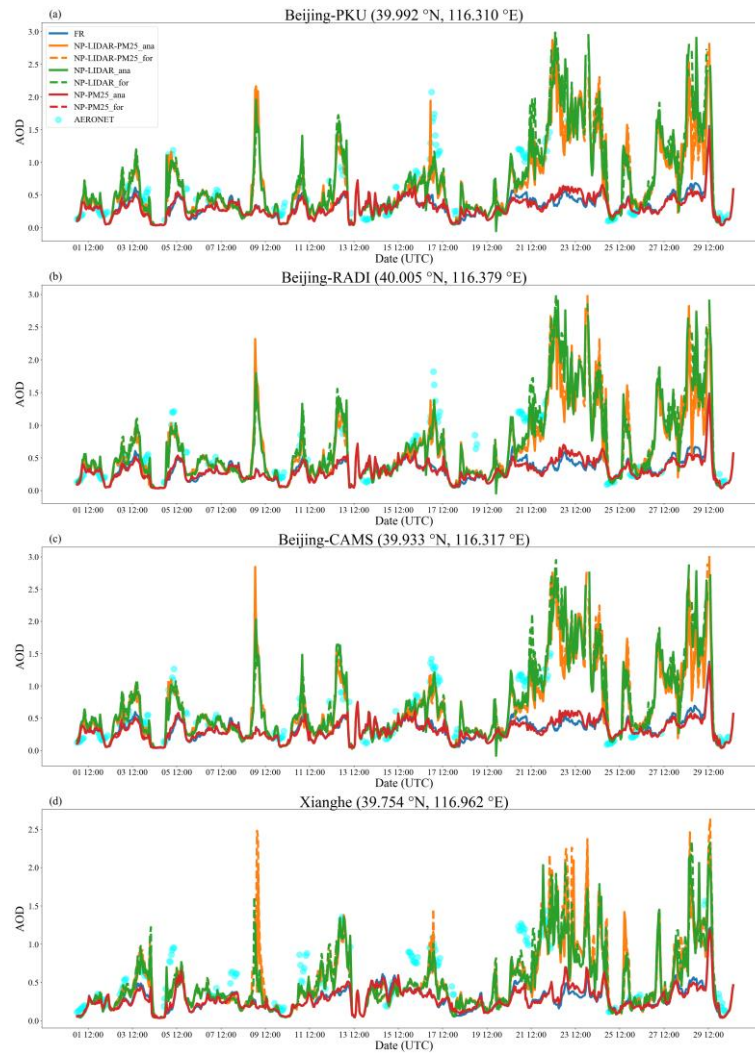 (a) Beijing-PKU (39.992 °N, 116.310 °E)
FR
NP-LIDAR-PM25_ana
NP-LIDAR-PM25_for
NP-LIDAR_ana
NP-LIDAR_for
NP-PM25_ana
NP-PM25_for
AERONET
AOD
3.0
2.5
2.0
1.5
1.0
0.5
0.0
01 12:00 03 12:00 05 12:00 07 12:00 09 12:00 11 12:00 13 12:00 15 12:00 17 12:00 19 12:00 21 12:00 23 12:00 25 12:00 27 12:00 29 12:00
Date (UTC)
(b) Beijing-RADI (40.005 °N, 116.379 °E)
AOD
3.0
2.5
2.0
1.5
1.0
0.5
0.0
01 12:00 03 12:00 05 12:00 07 12:00 09 12:00 11 12:00 13 12:00 15 12:00 17 12:00 19 12:00 21 12:00 23 12:00 25 12:00 27 12:00 29 12:00
Date (UTC)
(c) Beijing-CAMS (39.933 °N, 116.317 °E)
AOD
3.0
2.5
2.0
1.5
1.0
0.5
0.0
01 12:00 03 12:00 05 12:00 07 12:00 09 12:00 11 12:00 13 12:00 15 12:00 17 12:00 19 12:00 21 12:00 23 12:00 25 12:00 27 12:00 29 12:00
Date (UTC)
(d) Xianghe (39.754 °N, 116.962 °E)
AOD
2.5
2.0
1.5
1.0
0.5
0.0
01 12:00 03 12:00 05 12:00 07 12:00 09 12:00 11 12:00 13 12:00 15 12:00 17 12:00 19 12:00 21 12:00 23 12:00 25 12:00 27 12:00 29 12:00
Date (UTC)